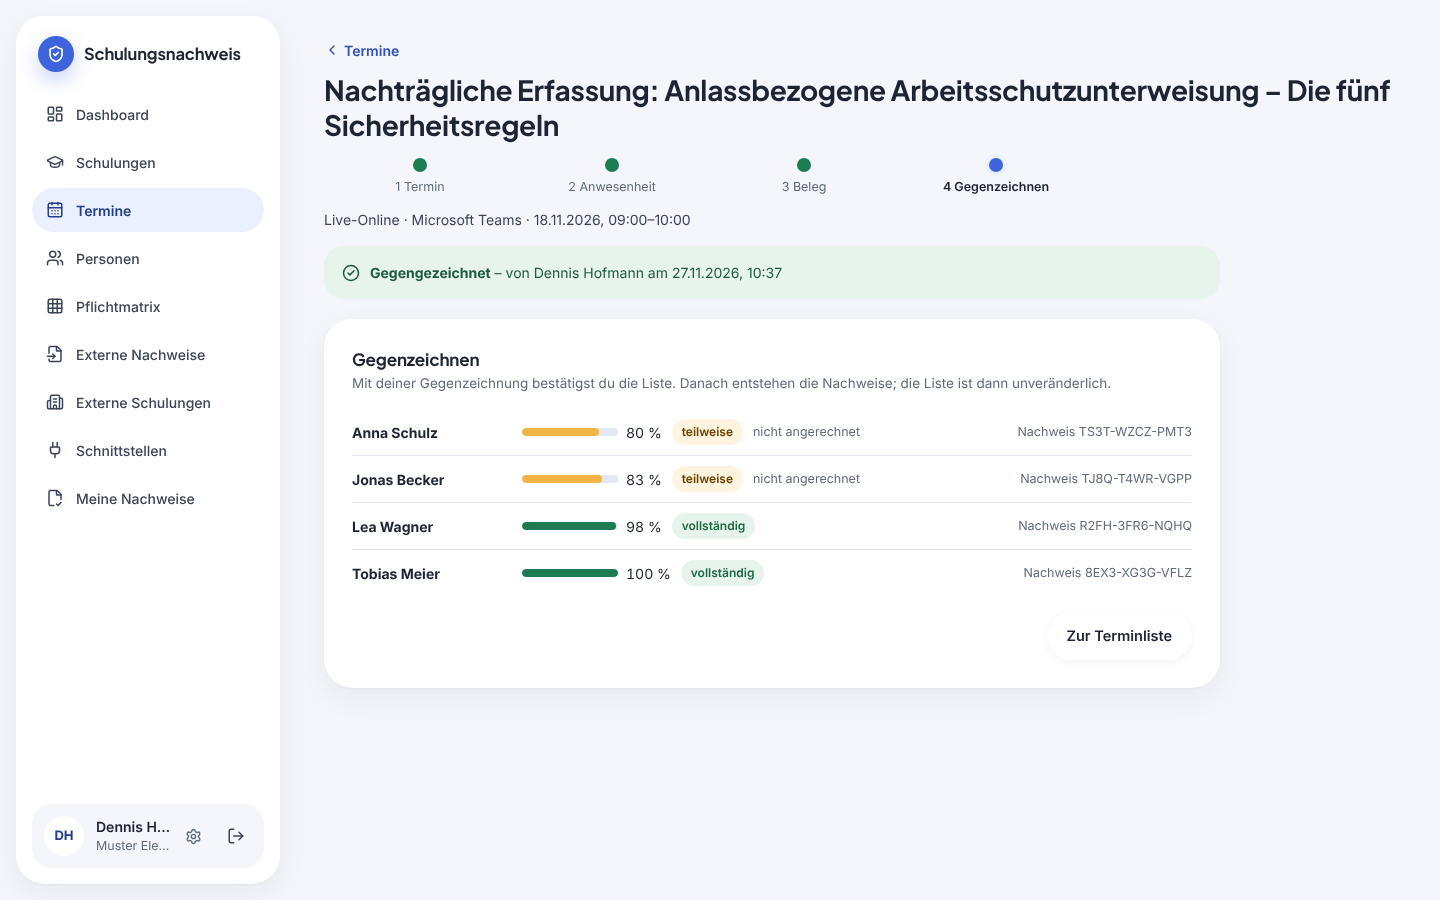 Schulungsnachweis
Dashboard
Schulungen
Termine
Personen
Pflichtmatrix
Externe Nachweise
Externe Schulungen
Schnittstellen
Meine Nachweise
DH
Dennis H...
Muster Ele...
Termine
Nachträgliche Erfassung: Anlassbezogene Arbeitsschutzunterweisung – Die fünf
Sicherheitsregeln
1 Termin
2 Anwesenheit
3 Beleg
4 Gegenzeichnen
Live-Online · Microsoft Teams · 18.11.2026, 09:00–10:00
Gegengezeichnet – von Dennis Hofmann am 27.11.2026, 10:37
Gegenzeichnen
Mit deiner Gegenzeichnung bestätigst du die Liste. Danach entstehen die Nachweise; die Liste ist dann unveränderlich.
Anna Schulz 80 % teilweise nicht angerechnet Nachweis TS3T-WZCZ-PMT3
Jonas Becker 83 % teilweise nicht angerechnet Nachweis TJ8Q-T4WR-VGPP
Lea Wagner 98 % vollständig Nachweis R2FH-3FR6-NQHQ
Tobias Meier 100 % vollständig Nachweis 8EX3-XG3G-VFLZ
Zur Terminliste